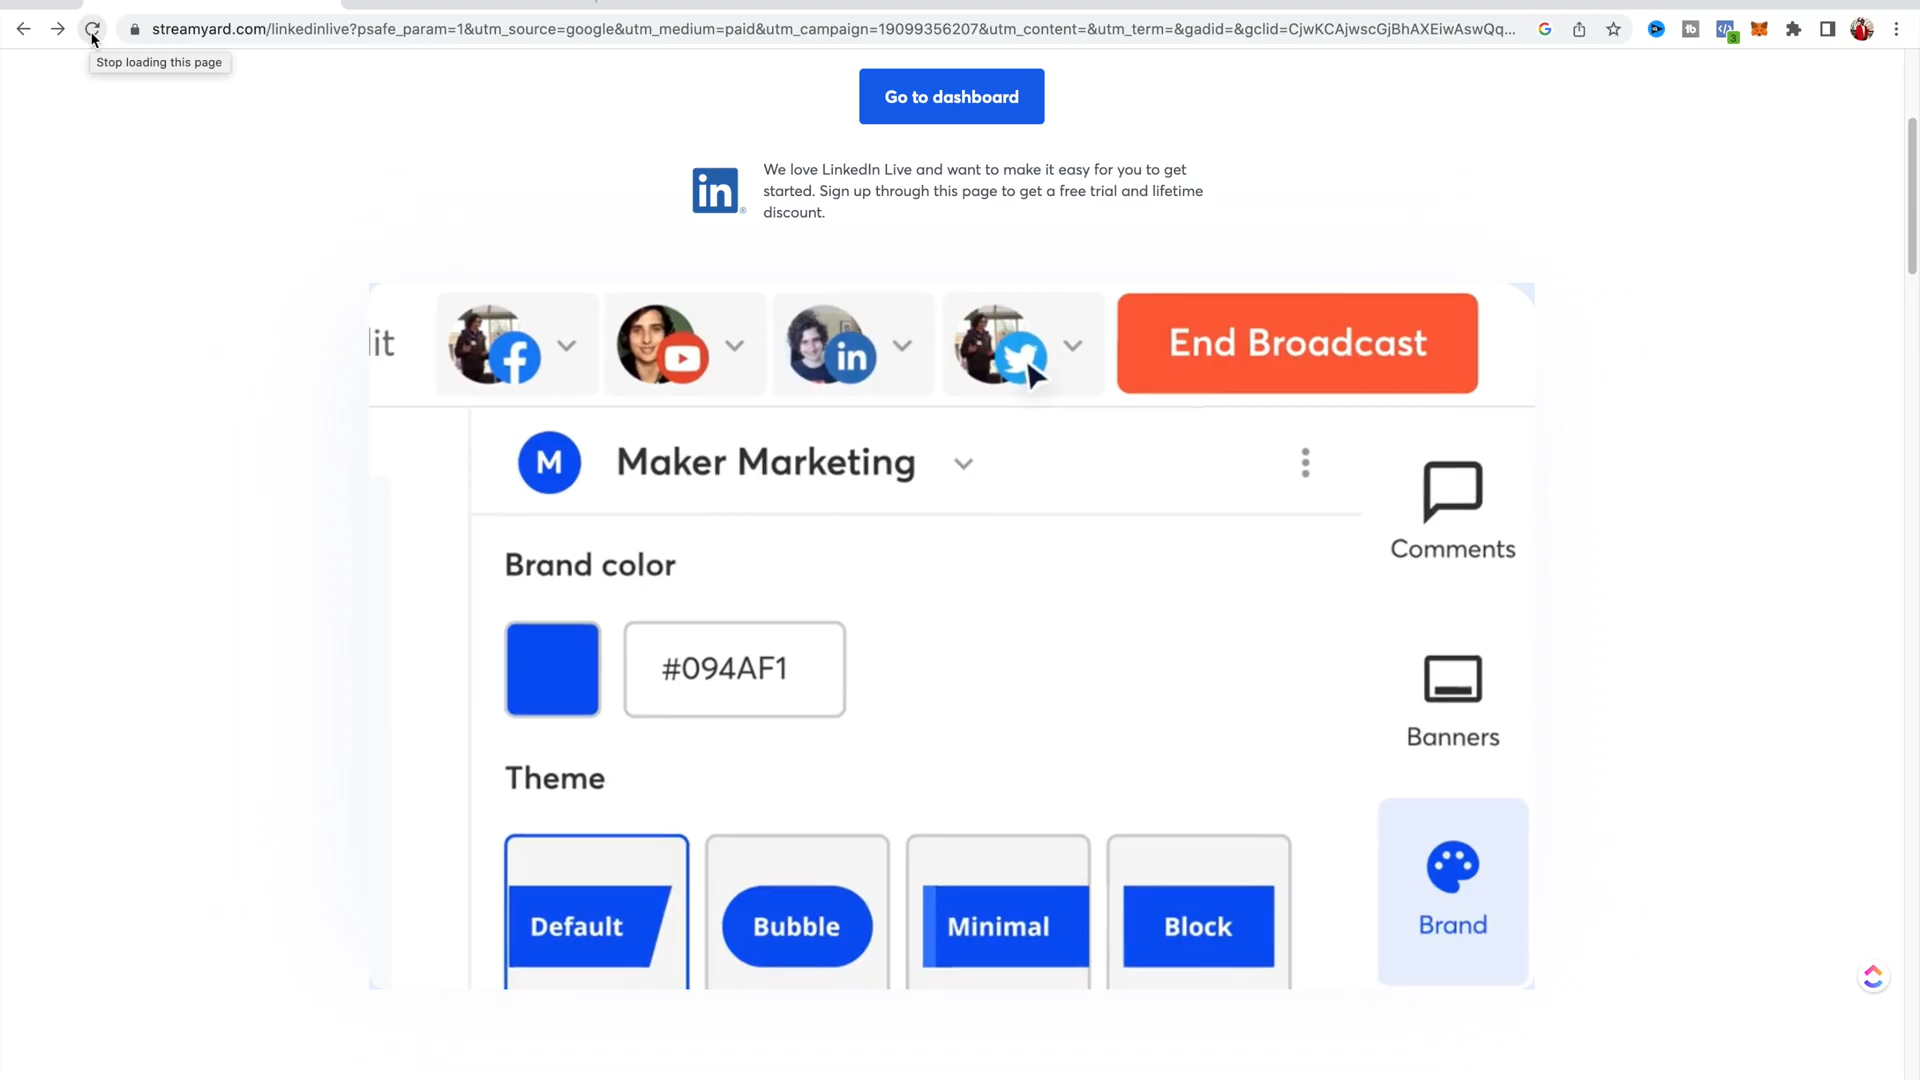 streamyard.com/linkedinlive?psafe_param=1&utm_source=google&utm_medium=paid&utm_campaign=19099356207&utm_content=&utm_term=&gadid=&gclid=CjwKCAjwscGjBhAXEiwAswQq...
Stop loading this page
Go to dashboard
We love LinkedIn Live and want to make it easy for you to get
started. Sign up through this page to get a free trial and lifetime
discount.
in
lit
in
End Broadcast
M Maker Marketing
Comments
Brand color
#094AF1
Banners
Theme
Default
Bubble
Minimal
Block
Brand